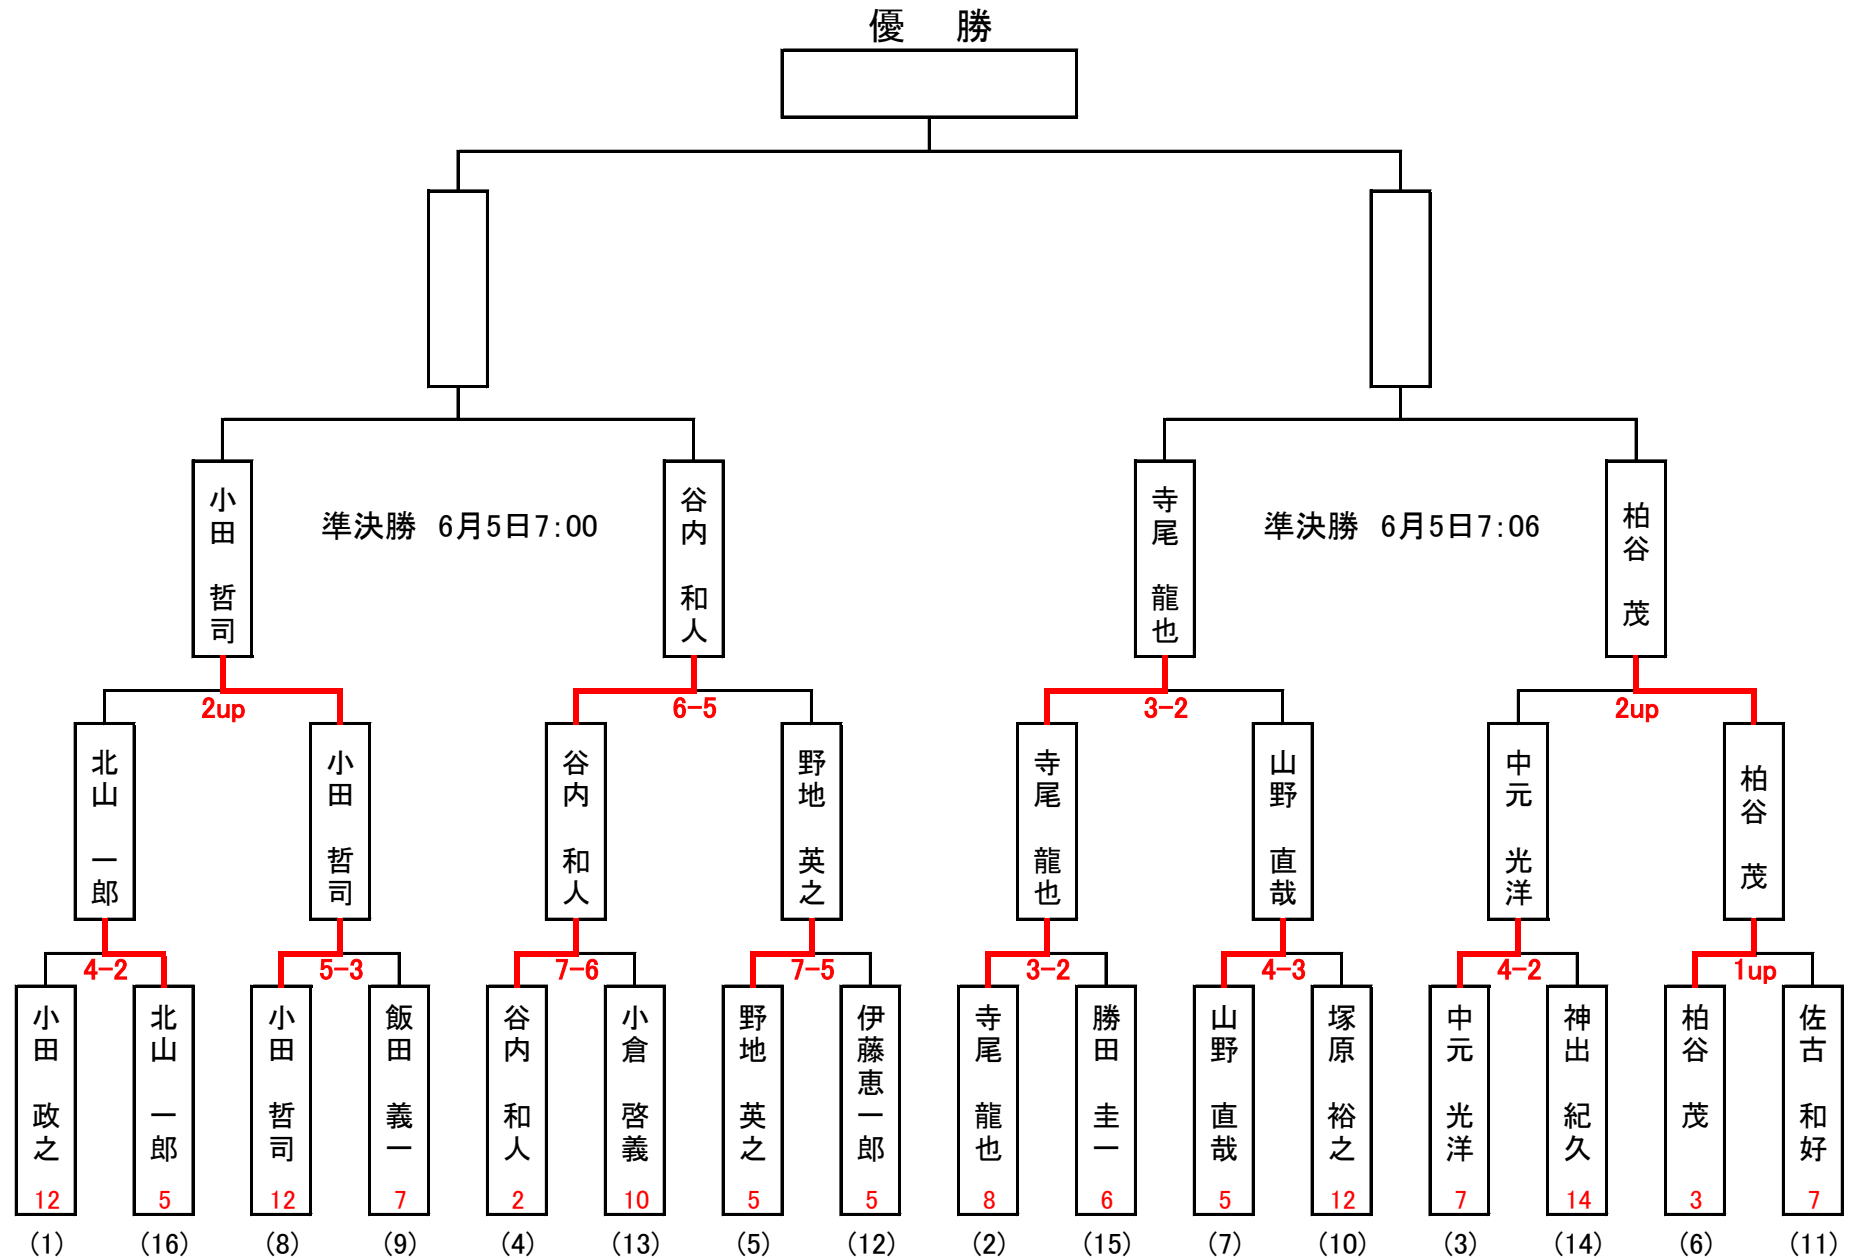 優　勝
小田　哲司
準決勝　6月5日7:00
谷内　和人
寺尾　龍也
準決勝　6月5日7:06
柏谷　茂
2up
6-5
3-2
2up
北山　一郎
小田　哲司
谷内　和人
野地　英之
寺尾　龍也
山野　直哉
中元　光洋
柏谷　茂
4-2
5-3
7-6
7-5
3-2
4-3
4-2
1up
小田　政之
北山　一郎
小田　哲司
飯田　義一
谷内　和人
小倉　啓義
野地　英之
伊藤恵一郎
寺尾　龍也
勝田　圭一
山野　直哉
塚原　裕之
中元　光洋
神出　紀久
柏谷　茂
佐古　和好
12 5 12 7 2 10 5 5 8 6 5 12 7 14 3 7
(1) (16) (8) (9) (4) (13) (5) (12) (2) (15) (7) (10) (3) (14) (6) (11)